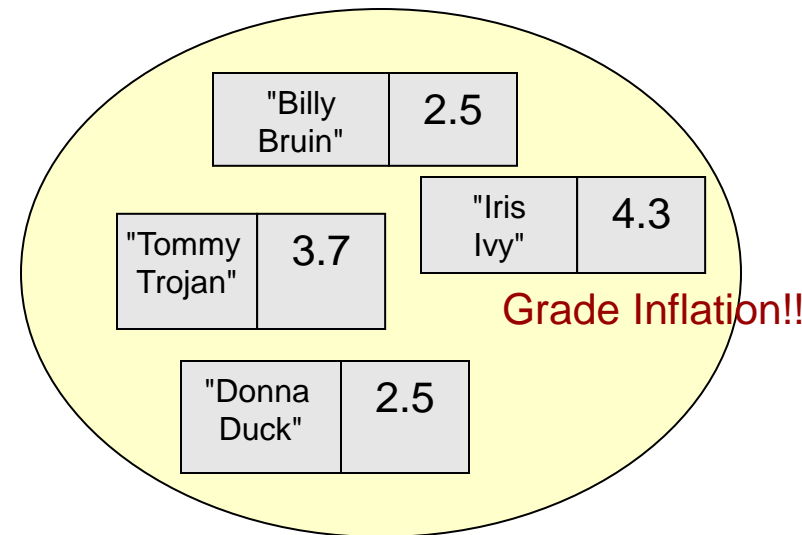 "Billy
Bruin"
2.5
"Iris
Ivy"
4.3
"Tommy
Trojan"
3.7
Grade Inflation!!
"Donna
Duck"
2.5